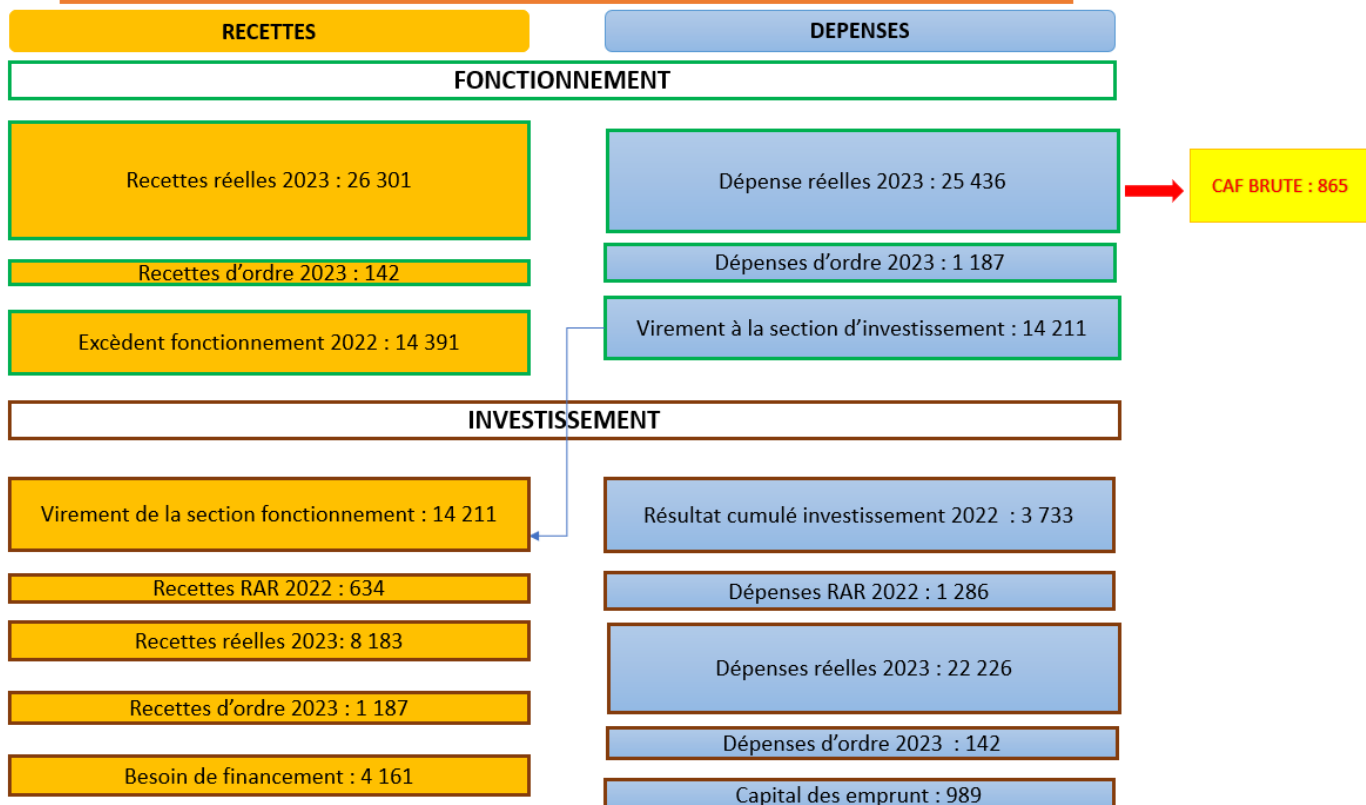 RECETTES
DEPENSES
FONCTIONNEMENT
Recettes réelles 2023 : 26 301
Dépense réelles 2023 : 25 436
CAF BRUTE : 865
Recettes d’ordre 2023 : 142
Dépenses d’ordre 2023 : 1 187
Excèdent fonctionnement 2022 : 14 391
Virement à la section d’investissement : 14 211
INVESTISSEMENT
Virement de la section fonctionnement : 14 211
Résultat cumulé investissement 2022 : 3 733
Recettes RAR 2022 : 634
Dépenses RAR 2022 : 1 286
Recettes réelles 2023: 8 183
Dépenses réelles 2023 : 22 226
Recettes d’ordre 2023 : 1 187
Dépenses d’ordre 2023 : 142
Besoin de financement : 4 161
Capital des emprunt : 989